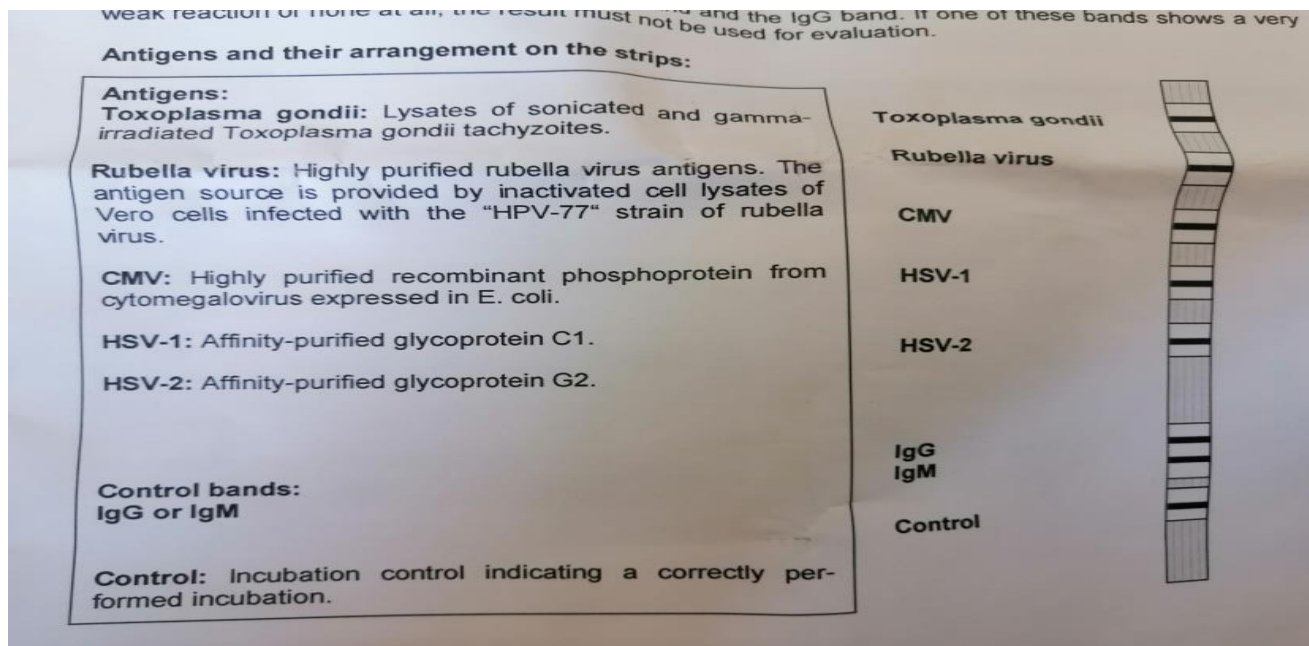 weak reaction or none at all, the result must not be used for evaluation.
and the IgG band. If one of these bands shows a very
Antigens and their arrangement on the strips:
Antigens:
Toxoplasma gondii: Lysates of sonicated and gamma-
irradiated Toxoplasma gondii tachyzoites.
Rubella virus: Highly purified rubella virus antigens. The
antigen source is provided by inactivated cell lysates of
Vero cells infected with the “HPV-77“ strain of rubella
virus.
CMV: Highly purified recombinant phosphoprotein from
cytomegalovirus expressed in E. coli.
HSV-1: Affinity-purified glycoprotein C1.
HSV-2: Affinity-purified glycoprotein G2.
Control bands:
IgG or IgM
Control: Incubation control indicating a correctly per-
formed incubation.
Toxoplasma gondii
Rubella virus
CMV
HSV-1
HSV-2
IgG
IgM
Control